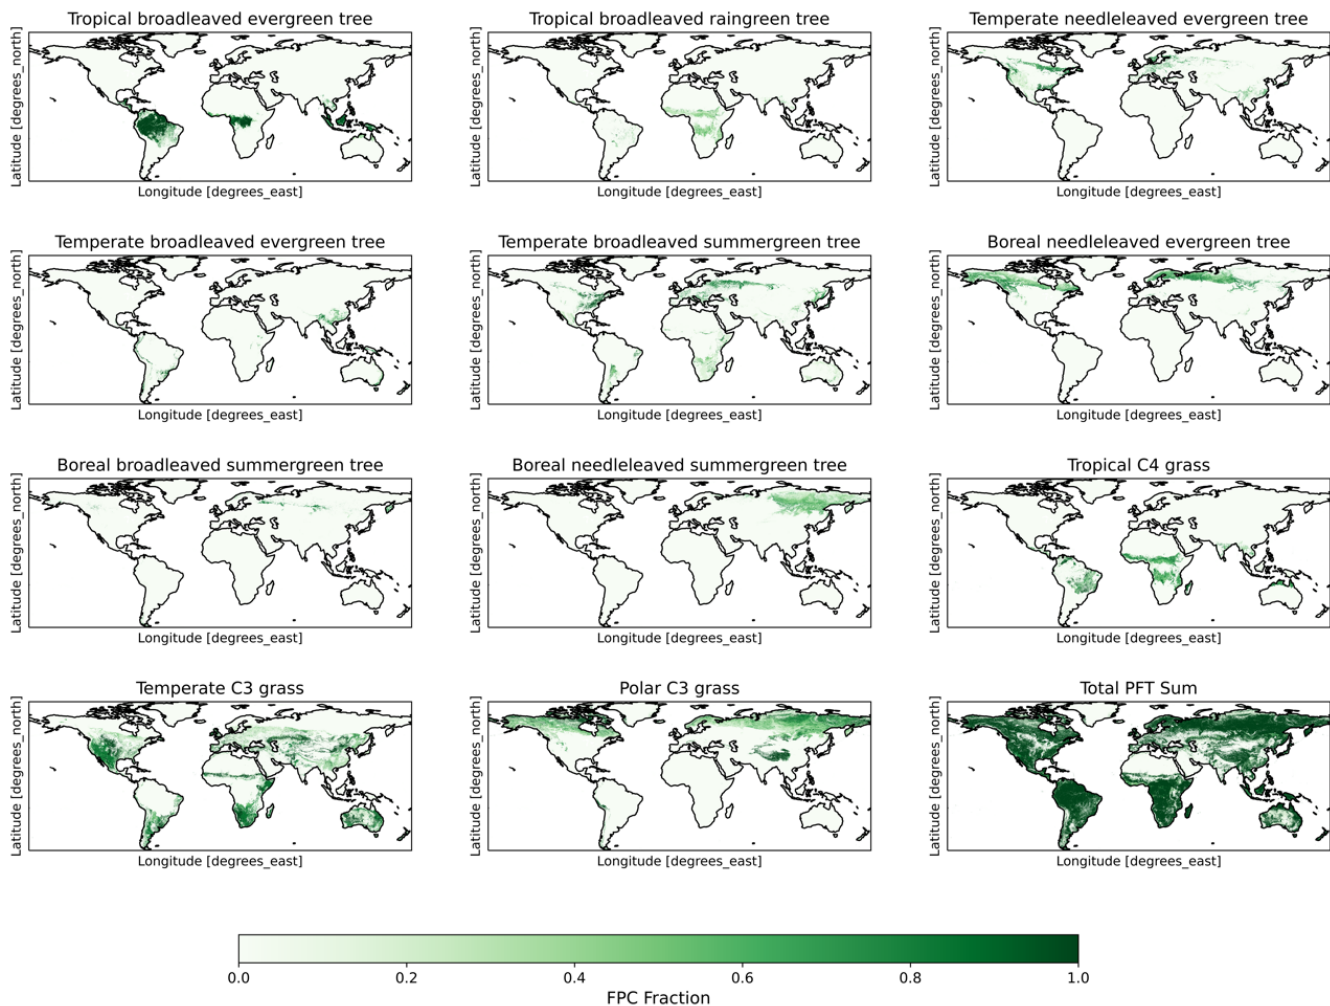 Tropical broadleaved evergreen tree
Tropical broadleaved raingreen tree
Temperate needleleaved evergreen tree
Latitude [degrees_north]
Latitude [degrees_north]
Latitude [degrees_north]
Longitude [degrees_east]
Longitude [degrees_east]
Longitude [degrees_east]
Temperate broadleaved evergreen tree
Temperate broadleaved summergreen tree
Boreal needleleaved evergreen tree
Latitude [degrees_north]
Latitude [degrees_north]
Latitude [degrees_north]
Longitude [degrees_east]
Longitude [degrees_east]
Longitude [degrees_east]
Boreal broadleaved summergreen tree
Boreal needleleaved summergreen tree
Tropical C4 grass
Latitude [degrees_north]
Latitude [degrees_north]
Latitude [degrees_north]
Longitude [degrees_east]
Longitude [degrees_east]
Longitude [degrees_east]
Temperate C3 grass
Polar C3 grass
Total PFT Sum
Latitude [degrees_north]
Latitude [degrees_north]
Latitude [degrees_north]
Longitude [degrees_east]
Longitude [degrees_east]
Longitude [degrees_east]
0.0 0.2 0.4 0.6 0.8 1.0
FPC Fraction